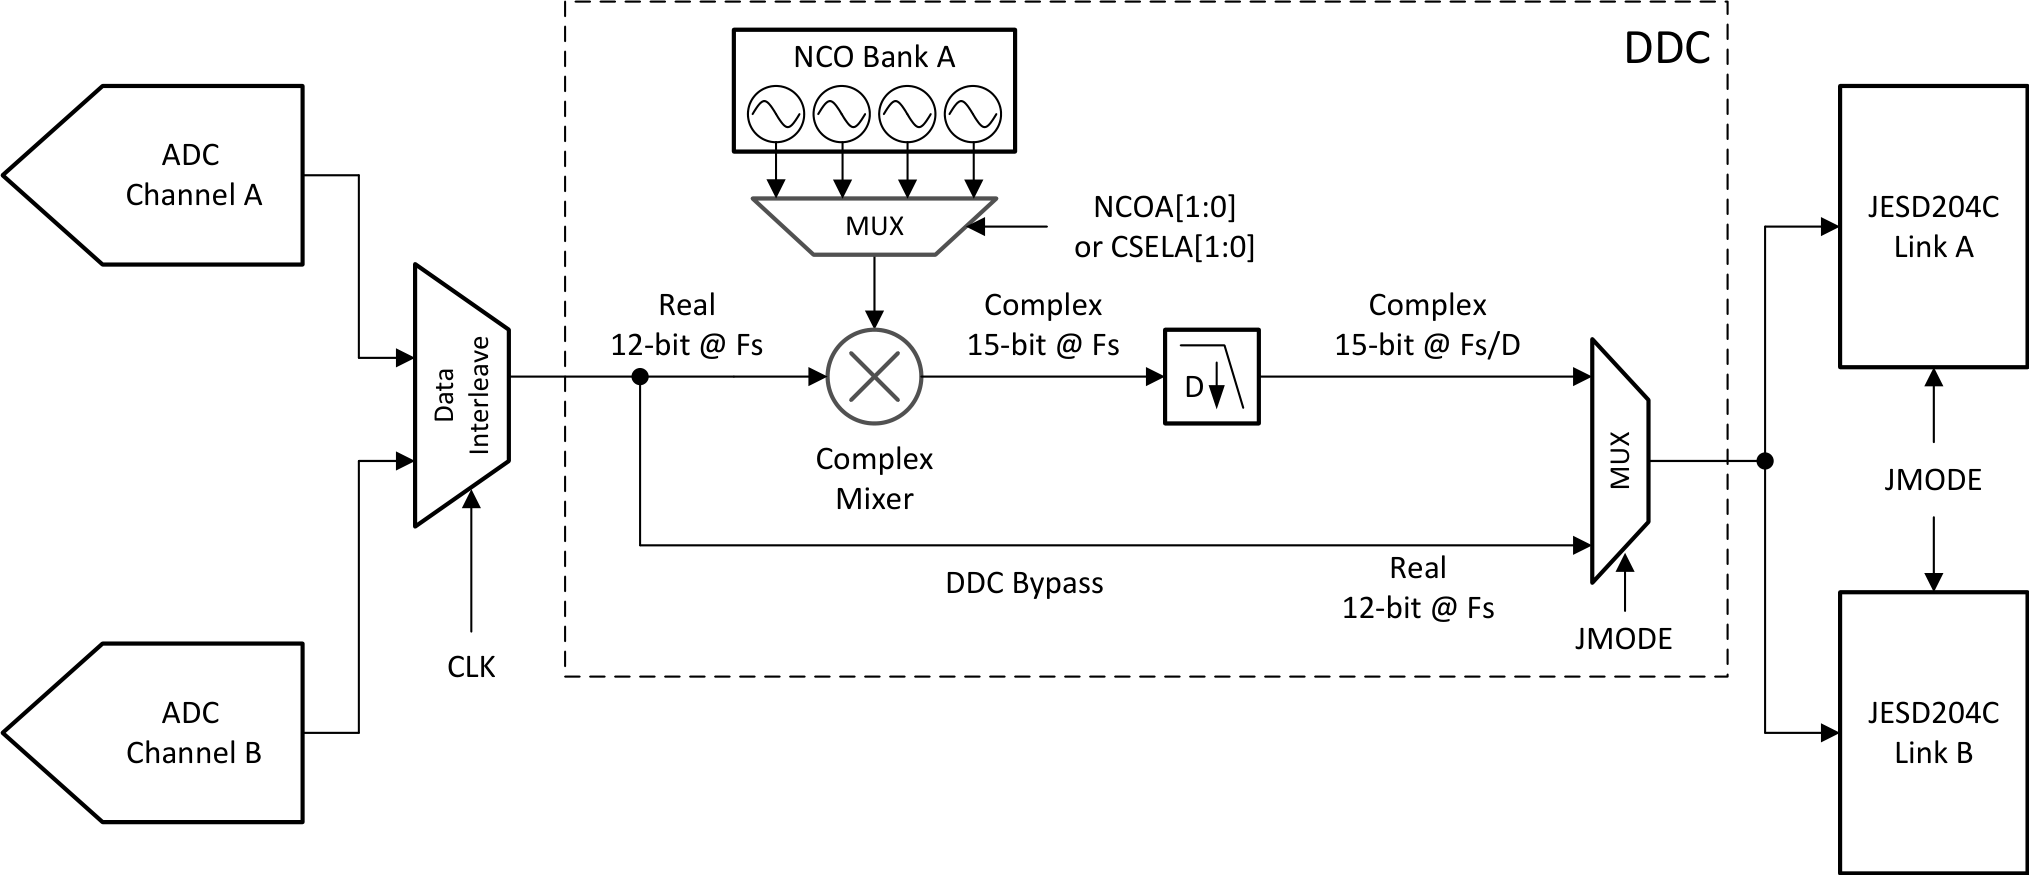 DDC
NCO Bank A
ADC
Channel A
MUX
NCOA[1:0]
or CSELA[1:0]
JESD204C
Link A
Data
Interleave
Real
12-bit @ Fs
Complex
15-bit @ Fs
Complex
15-bit @ Fs/D
D
Complex
Mixer
MUX
JMODE
DDC Bypass
Real
12-bit @ Fs
JMODE
CLK
ADC
Channel B
JESD204C
Link B